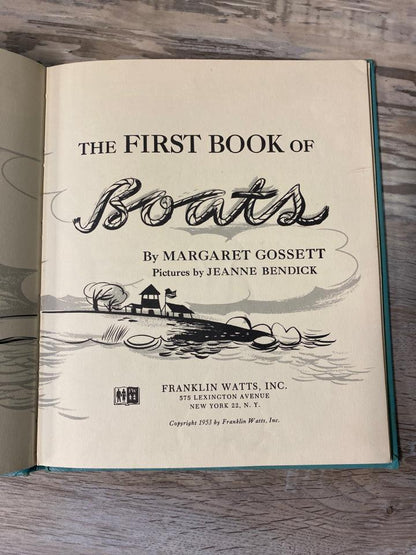 THE FIRST BOOK OF
Boats
By MARGARET GOSSETT
Pictures by JEANNE BENDICK
FRANKLIN WATTS, INC.
575 LEXINGTON AVENUE
NEW YORK 22, N. Y.
Copyright 1953 by Franklin Watts, Inc.